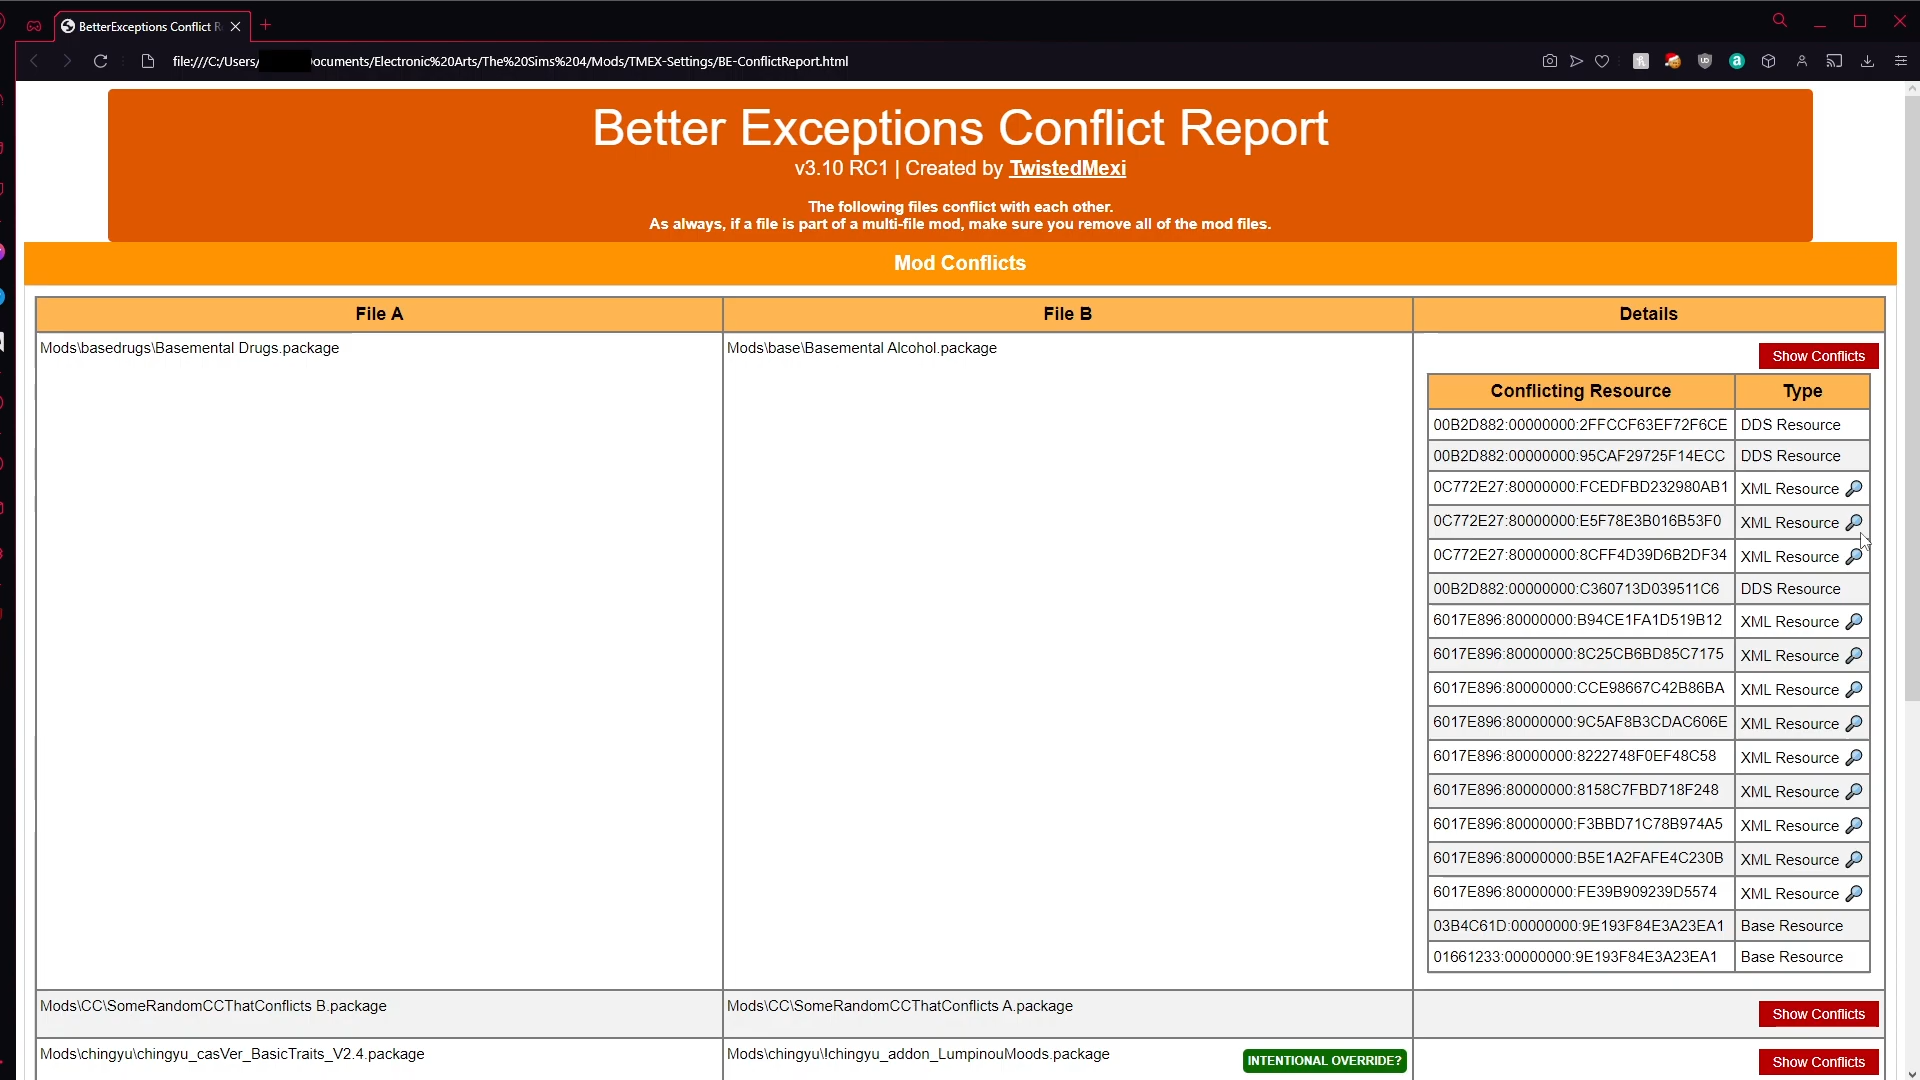 BetterExceptions Conflict R
file:///C:/Users/
ocuments/Electronic%20Arts/The%20Sims%204/Mods/TMEX-Settings/BE-ConflictReport.html
Better Exceptions Conflict Report
v3.10 RC1 | Created by TwistedMexi
The following files conflict with each other.
As always, if a file is part of a multi-file mod, make sure you remove all of the mod files.
Mod Conflicts
File A
File B
Details
Mods\basedrugs\Basemental Drugs.package
Mods\base\Basemental Alcohol.package
Show Conflicts
Conflicting Resource
Type
00B2D882:00000000:2FFCCF63EF72F6CE
DDS Resource
00B2D882:00000000:95CAF29725F14ECC
DDS Resource
0C772E27:80000000:FCEDFBD232980AB1
XML Resource
0C772E27:80000000:E5F78E3B016B53F0
XML Resource
0C772E27:80000000:8CFF4D39D6B2DF34
XML Resource
00B2D882:00000000:C360713D039511C6
DDS Resource
6017E896:80000000:B94CE1FA1D519B12
XML Resource
6017E896:80000000:8C25CB6BD85C7175
XML Resource
6017E896:80000000:CCE98667C42B86BA
XML Resource
6017E896:80000000:9C5AF8B3CDAC606E
XML Resource
6017E896:80000000:8222748F0EF48C58
XML Resource
6017E896:80000000:8158C7FBD718F248
XML Resource
6017E896:80000000:F3BBD71C78B974A5
XML Resource
6017E896:80000000:B5E1A2FAFE4C230B
XML Resource
6017E896:80000000:FE39B909239D5574
XML Resource
03B4C61D:00000000:9E193F84E3A23EA1
Base Resource
01661233:00000000:9E193F84E3A23EA1
Base Resource
Mods\CC\SomeRandomCCThatConflicts B.package
Mods\CC\SomeRandomCCThatConflicts A.package
Show Conflicts
Mods\chingyu\chingyu_casVer_BasicTraits_V2.4.package
Mods\chingyu\!chingyu_addon_LumpinouMoods.package
INTENTIONAL OVERRIDE?
Show Conflicts